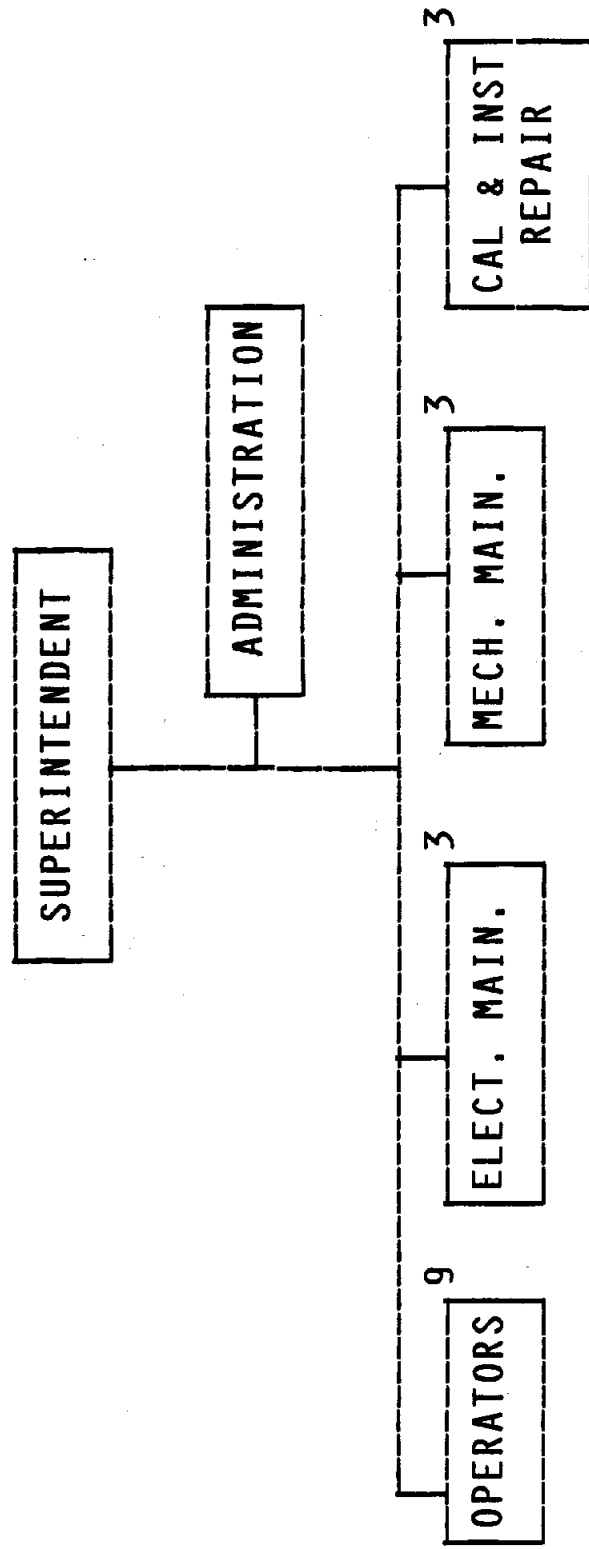 SUPERINTENDENT
ADMINISTRATION
OPERATORS
9
ELECT. MAIN.
3
MECH. MAIN.
3
CAL & INST
REPAIR
3